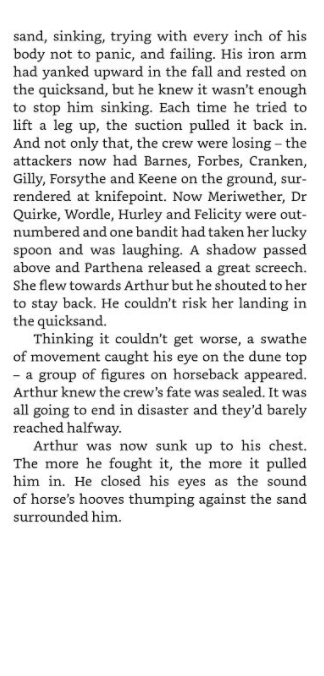 sand, sinking, trying with every inch of his
body not to panic, and failing. His iron arm
had yanked upward in the fall and rested on
the quicksand, but he knew it wasn’t enough
to stop him sinking. Each time he tried to
lift a leg up, the suction pulled it back in.
And not only that, the crew were losing – the
attackers now had Barnes, Forbes, Cranken,
Gilly, Forsythe and Keene on the ground, sur-
rendered at knifepoint. Now Meriwether, Dr
Quirke, Wordle, Hurley and Felicity were out-
numbered and one bandit had taken her lucky
spoon and was laughing. A shadow passed
above and Parthena released a great screech.
She flew towards Arthur but he shouted to her
to stay back. He couldn’t risk her landing in
the quicksand.
Thinking it couldn’t get worse, a swathe
of movement caught his eye on the dune top
– a group of figures on horseback appeared.
Arthur knew the crew’s fate was sealed. It was
all going to end in disaster and they’d barely
reached halfway.
Arthur was now sunk up to his chest.
The more he fought it, the more it pulled
him in. He closed his eyes as the sound
of horse’s hooves thumping against the sand
surrounded him.